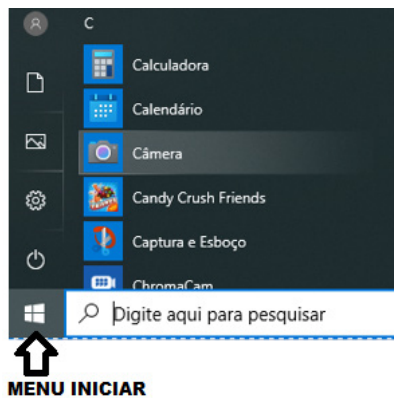 C
Calculadora
Calendário
Câmera
Candy Crush Friends
Captura e Esboço
ChromaCam
Digite aqui para pesquisar
MENU INICIAR